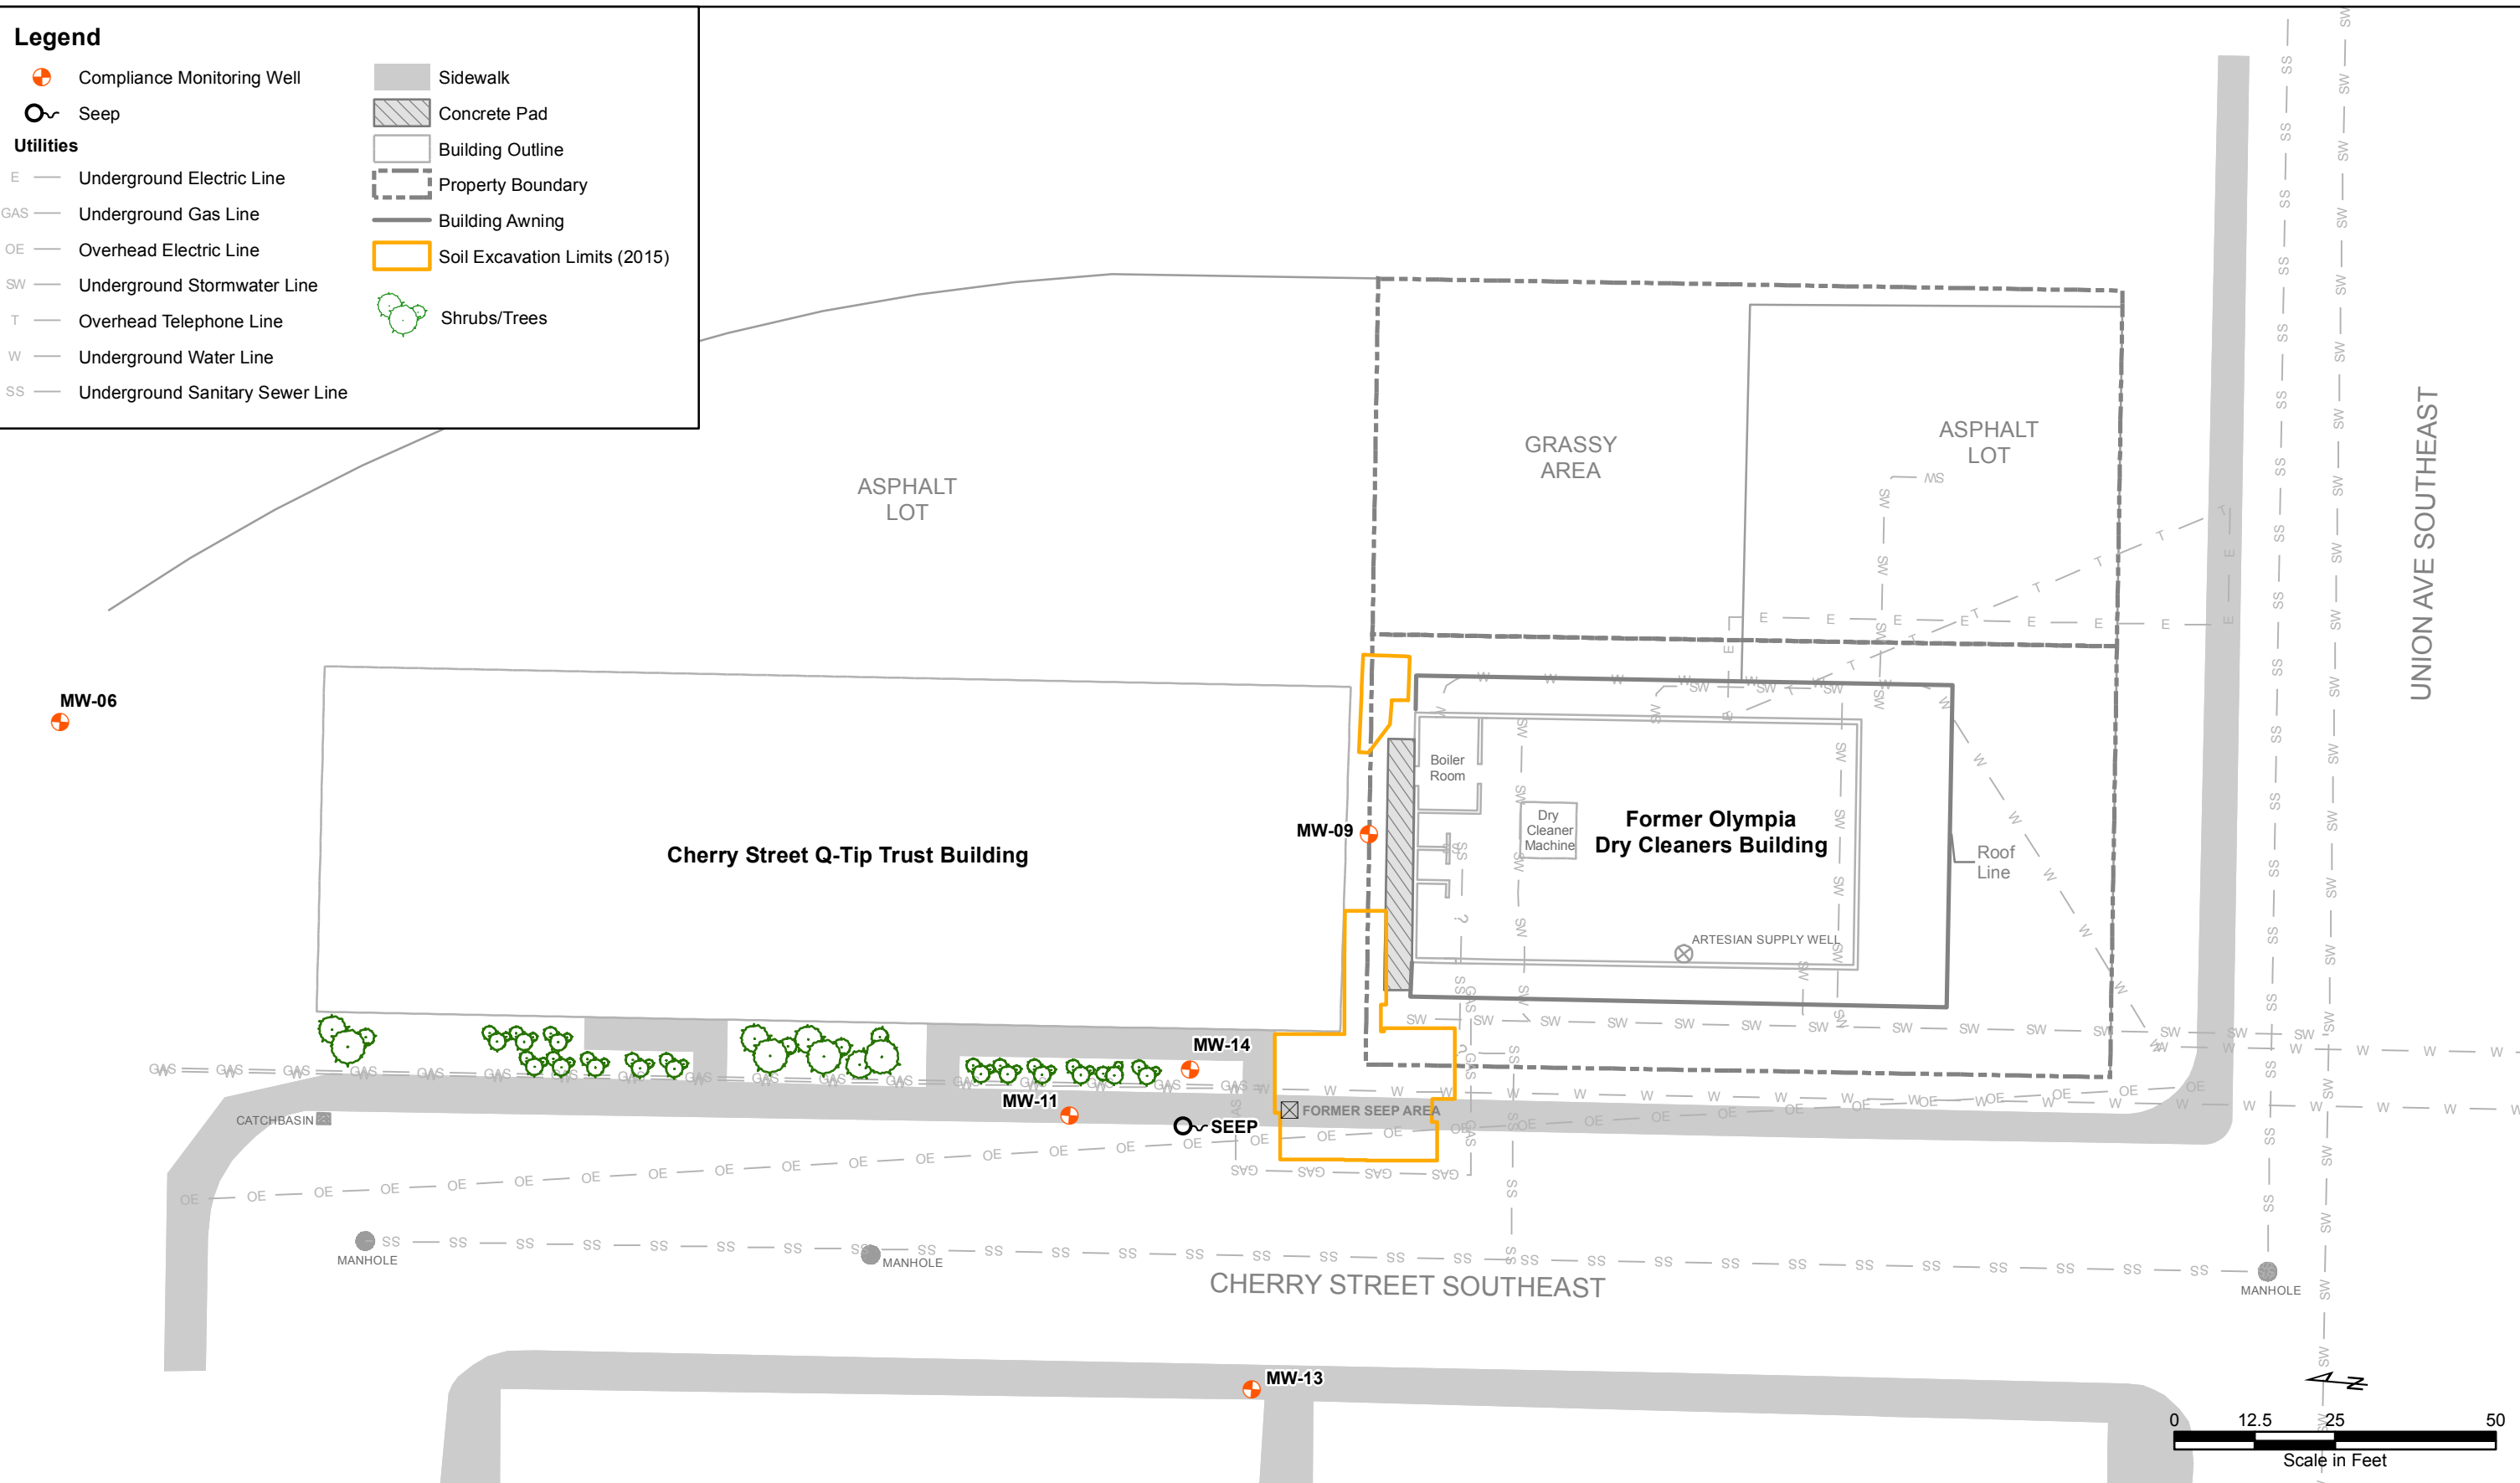 Legend
Compliance Monitoring Well
Seep
Utilities
E Underground Electric Line
GAS Underground Gas Line
OE Overhead Electric Line
SW Underground Stormwater Line
T Overhead Telephone Line
W Underground Water Line
SS Underground Sanitary Sewer Line
Sidewalk
Concrete Pad
Building Outline
Property Boundary
Building Awning
Soil Excavation Limits (2015)
Shrubs/Trees
ASPHALT
LOT
GRASSY
AREA
ASPHALT
LOT
UNION AVE SOUTHEAST
MW-06
Cherry Street Q-Tip Trust Building
MW-09
Boiler
Room
Dry
Cleaner
Machine
Former Olympia
Dry Cleaners Building
Roof
Line
ARTESIAN SUPPLY WELL
MW-14
MW-11
SEEP
FORMER SEEP AREA
CATCHBASIN
MANHOLE
MANHOLE
MANHOLE
CHERRY STREET SOUTHEAST
MW-13
N
0 12.5 25 50
Scale in Feet